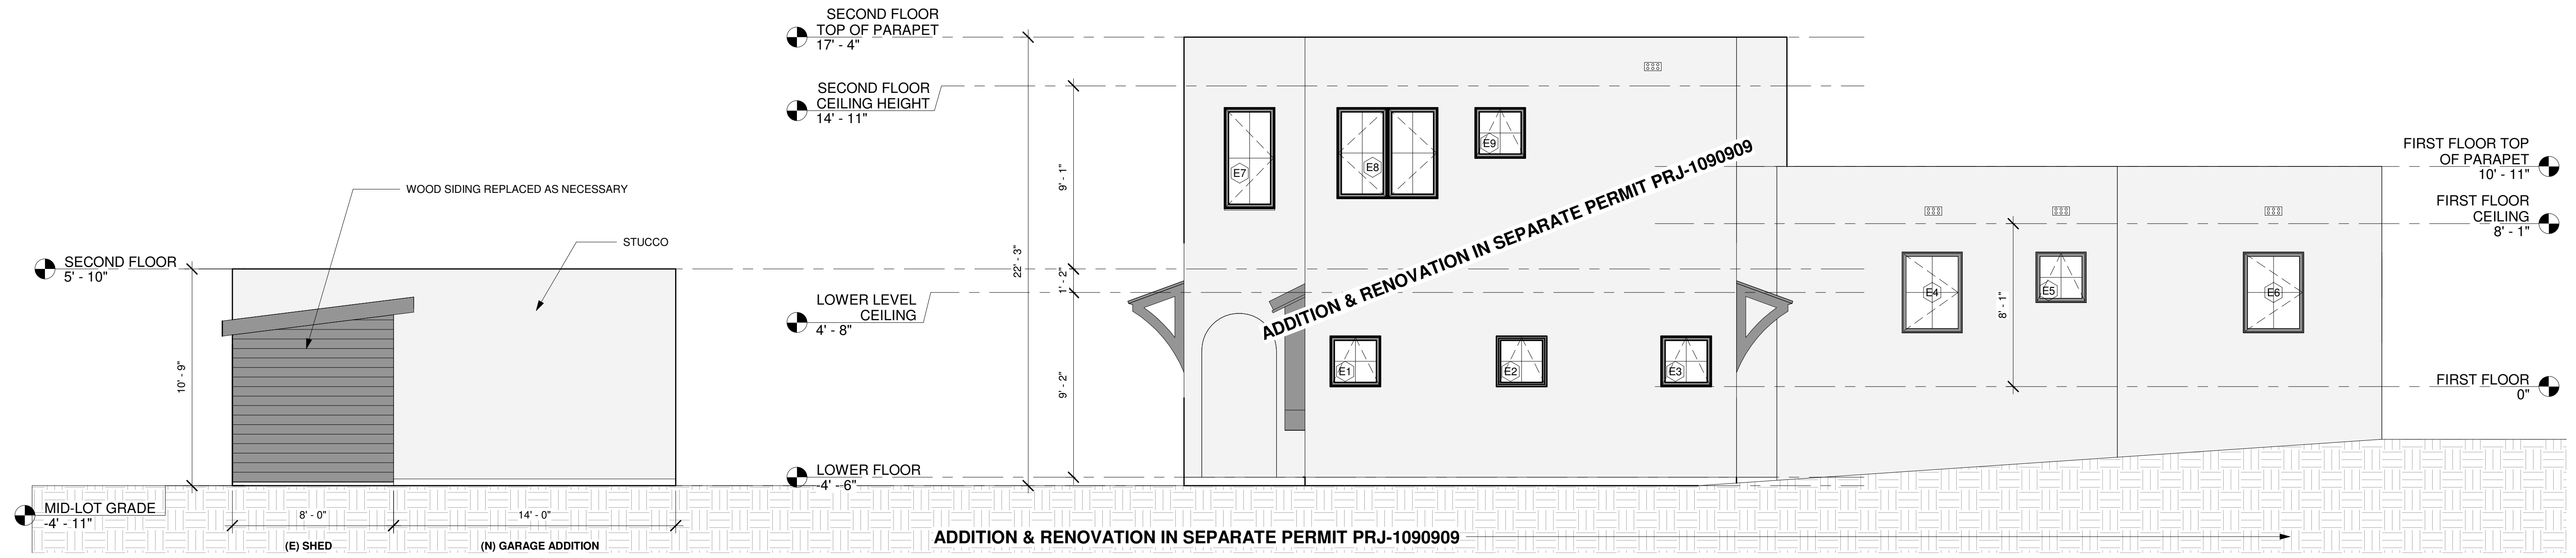 SECOND FLOOR
TOP OF PARAPET
17' - 4"
SECOND FLOOR
CEILING HEIGHT
14' - 11"
WOOD SIDING REPLACED AS NECESSARY
STUCCO
SECOND FLOOR
5' - 10"
10' - 9"
LOWER LEVEL
CEILING
4' - 8"
LOWER FLOOR
-4' - 6"
MID-LOT GRADE
-4' - 11"
8' - 0"
14' - 0"
(E) SHED
(N) GARAGE ADDITION
22' - 3"
9' - 1"
1' - 2"
9' - 2"
E7
E8
E9
E1
E2
E3
ADDITION & RENOVATION IN SEPARATE PERMIT PRJ-1090909
E4
E5
E6
8' - 1"
FIRST FLOOR TOP
OF PARAPET
10' - 11"
FIRST FLOOR
CEILING
8' - 1"
FIRST FLOOR
0"
ADDITION & RENOVATION IN SEPARATE PERMIT PRJ-1090909